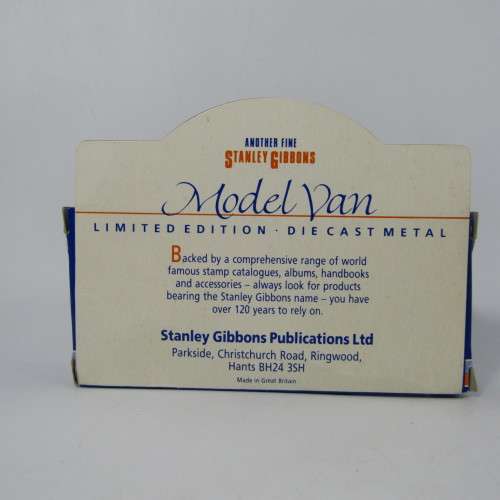 ANOTHER FINE
STANLEY GIBBONS
Model Van
LIMITED EDITION · DIE CAST METAL
Backed by a comprehensive range of world
famous stamp catalogues, albums, handbooks
and accessories – always look for products
bearing the Stanley Gibbons name – you have
over 120 years to rely on.
Stanley Gibbons Publications Ltd
Parkside, Christchurch Road, Ringwood,
Hants BH24 3SH
Made in Great Britain